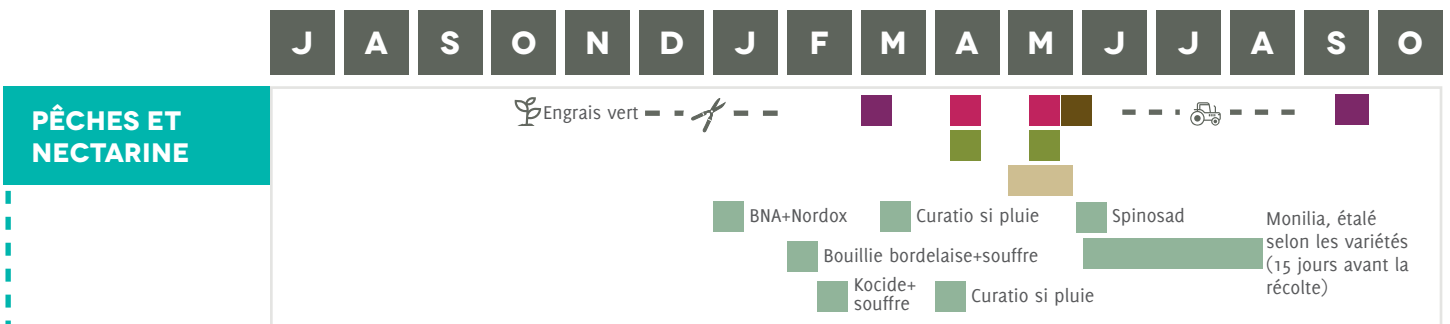 J A S O N D J F M A M J J A S O
PÊCHES ET
NECTARINE
Engrais vert
BNA+Nordox
Curatio si pluie
Spinosad
Monilia, étalé
selon les variétés
(15 jours avant la
récolte)
Bouillie bordelaise+souffre
Kocide+
souffre
Curatio si pluie